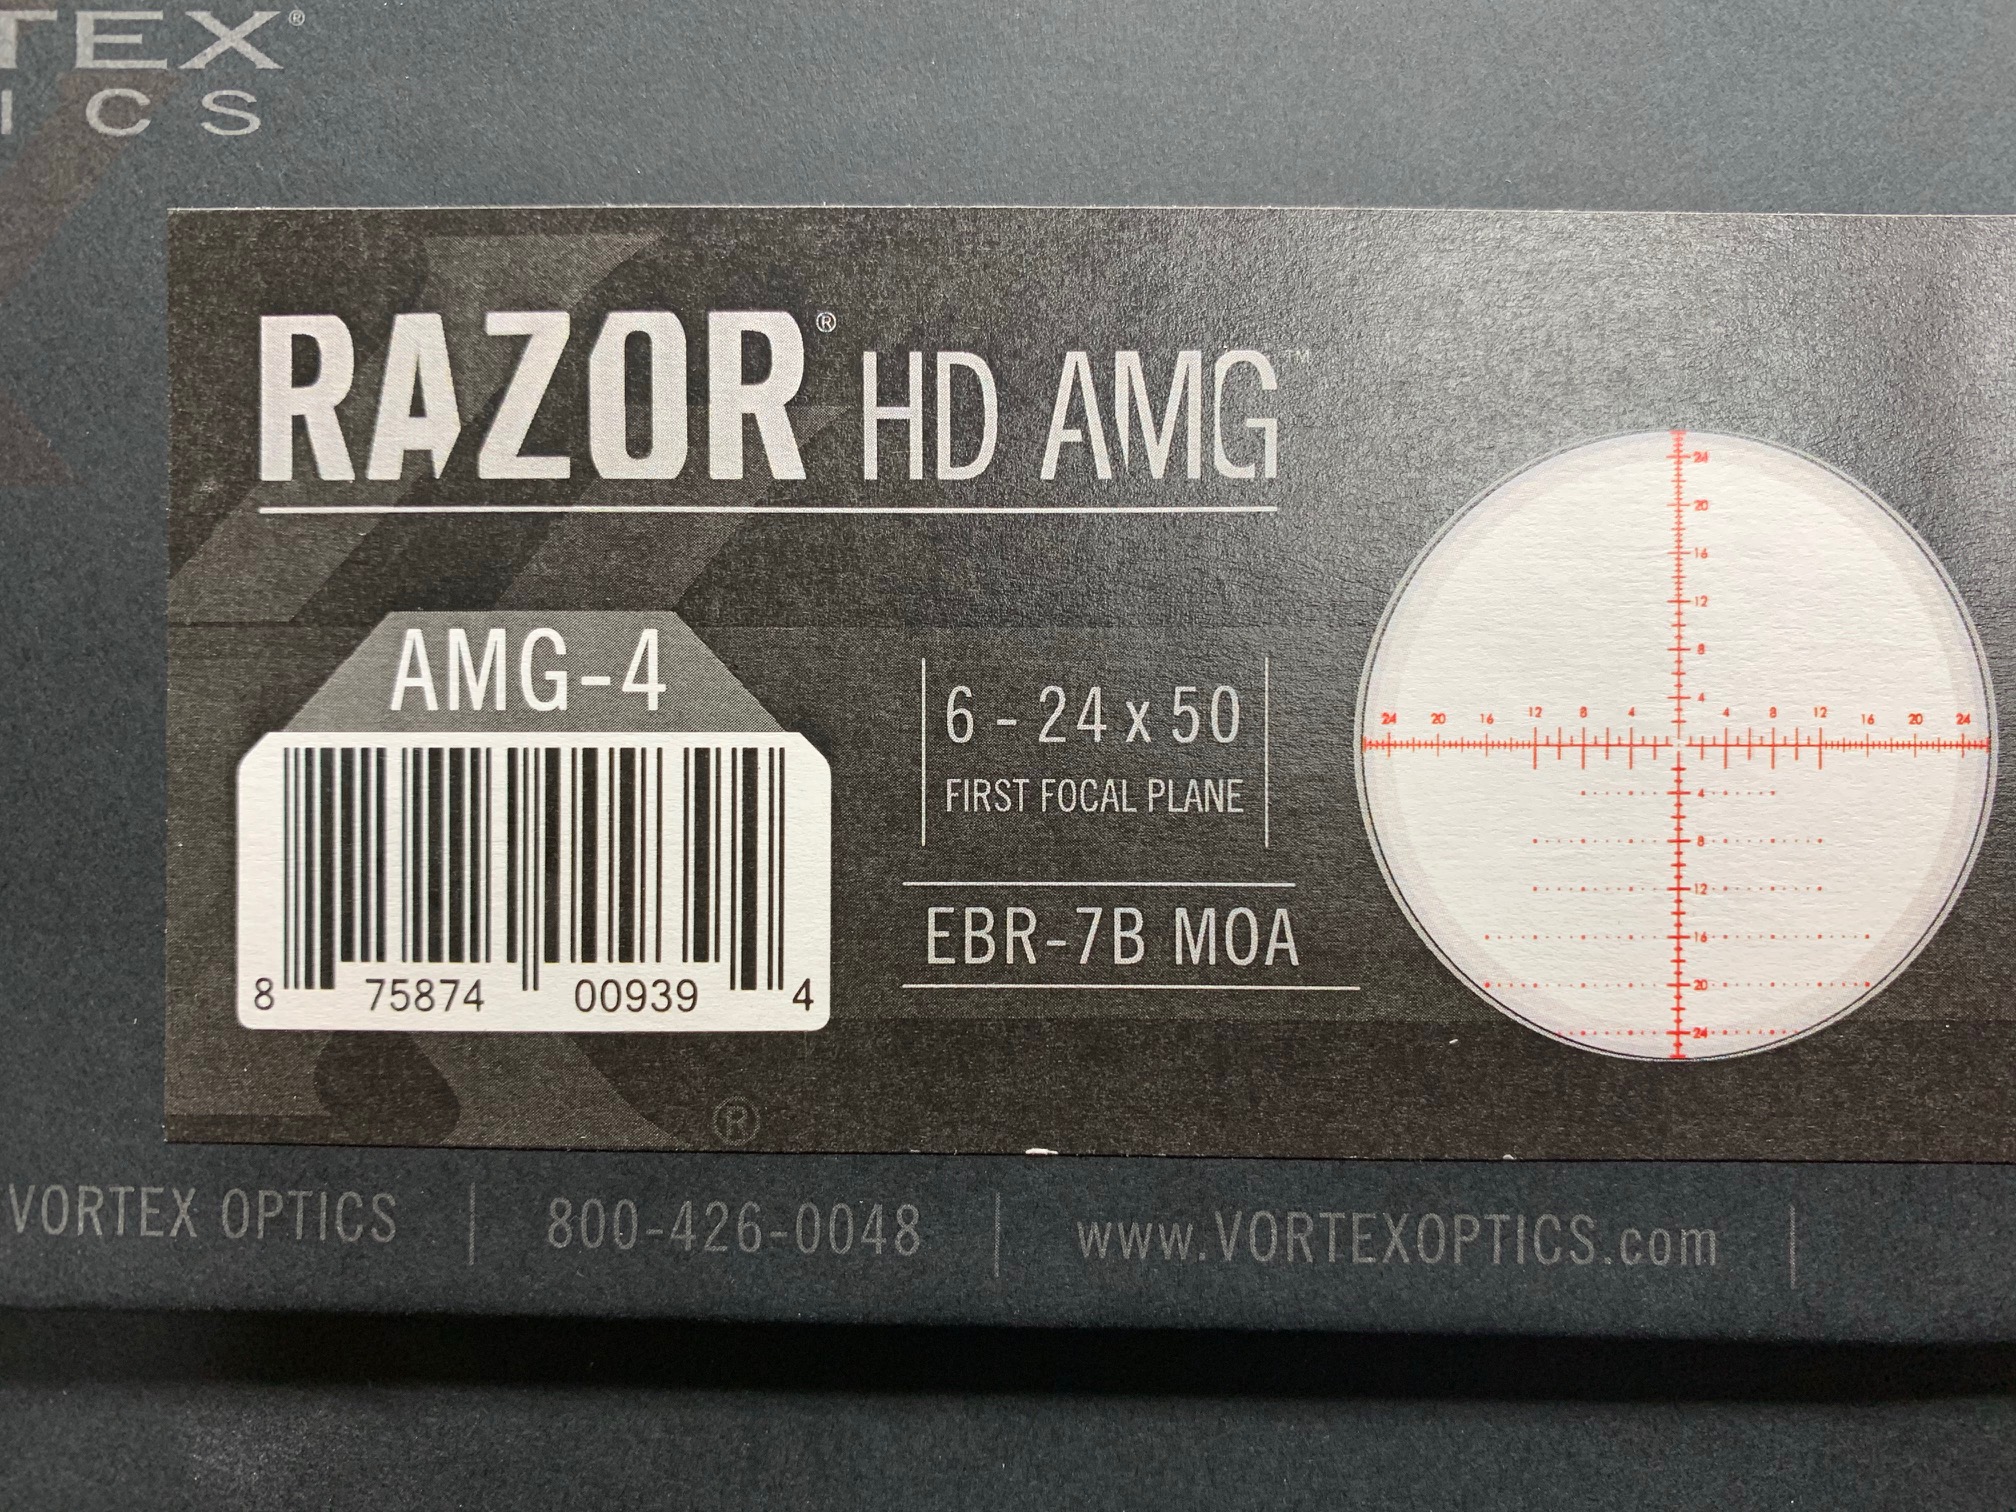 TEX®
ICS
RAZOR® HD AMG™
AMG-4
8 75874 00939 4
6 - 24 x 50
FIRST FOCAL PLANE
EBR-7B MOA
24
20
16
12
8
4
24 20 16 12 8 4 4 8 12 16 20 24
4
8
12
16
20
24
®
VORTEX OPTICS | 800-426-0048 | www.VORTEXOPTICS.com |